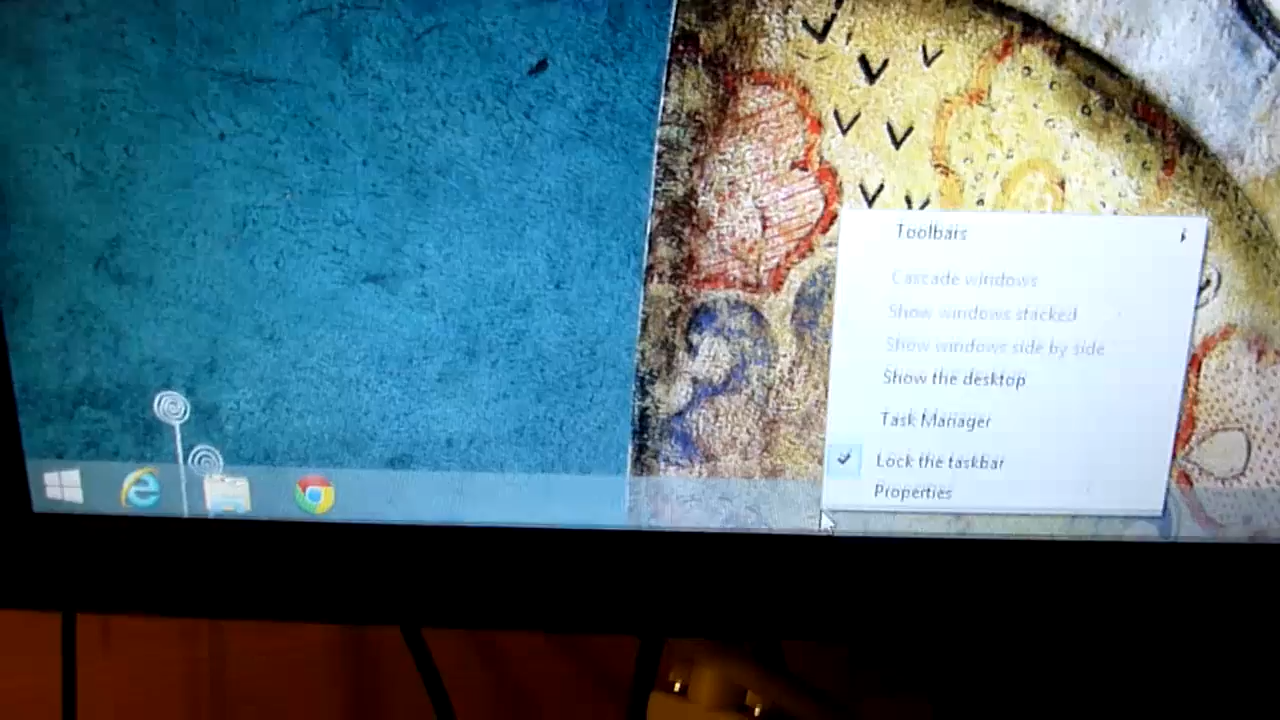 Toolbars
Cascade windows
Show windows stacked
Show windows side by side
Show the desktop
Task Manager
Lock the taskbar
Properties